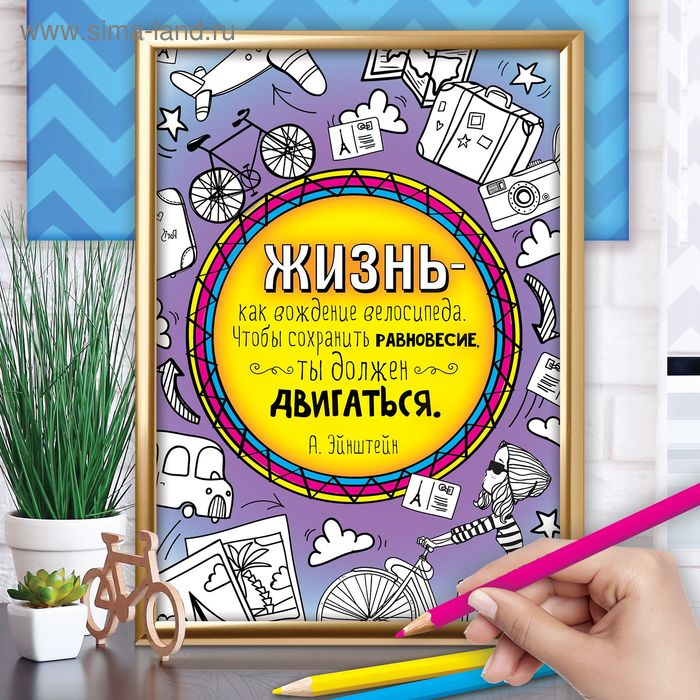 www.sima-land.ru
ЖИЗНЬ-
как вождение велосипеда.
Чтобы сохранить РАВНОВЕСИЕ,
ты должен
ДВИГАТЬСЯ.
А. Эйнштейн